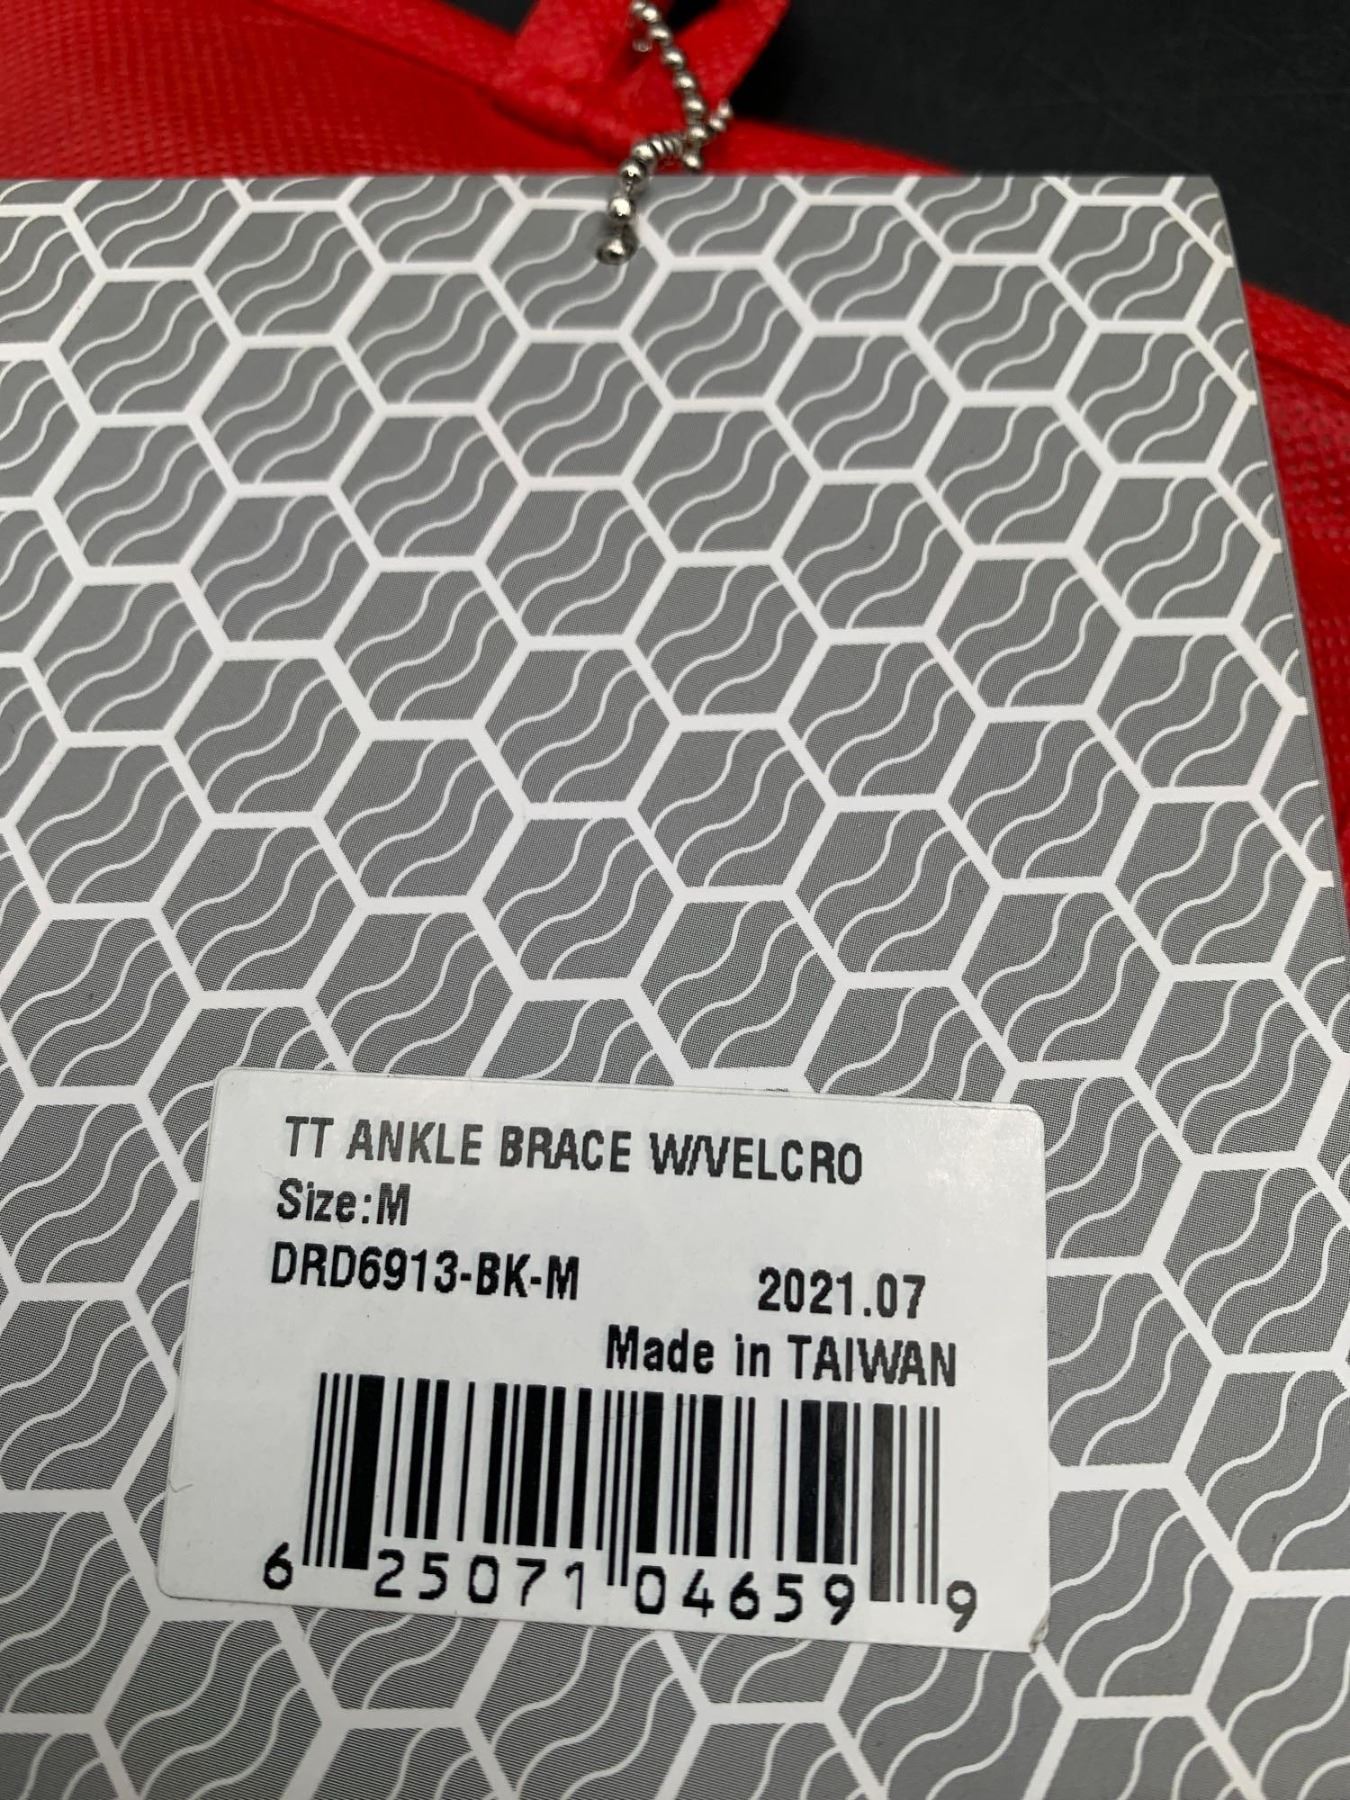 TT ANKLE BRACE W/VELCRO
Size:M
DRD6913-BK-M 2021.07
Made in TAIWAN
6 25071 04659 9